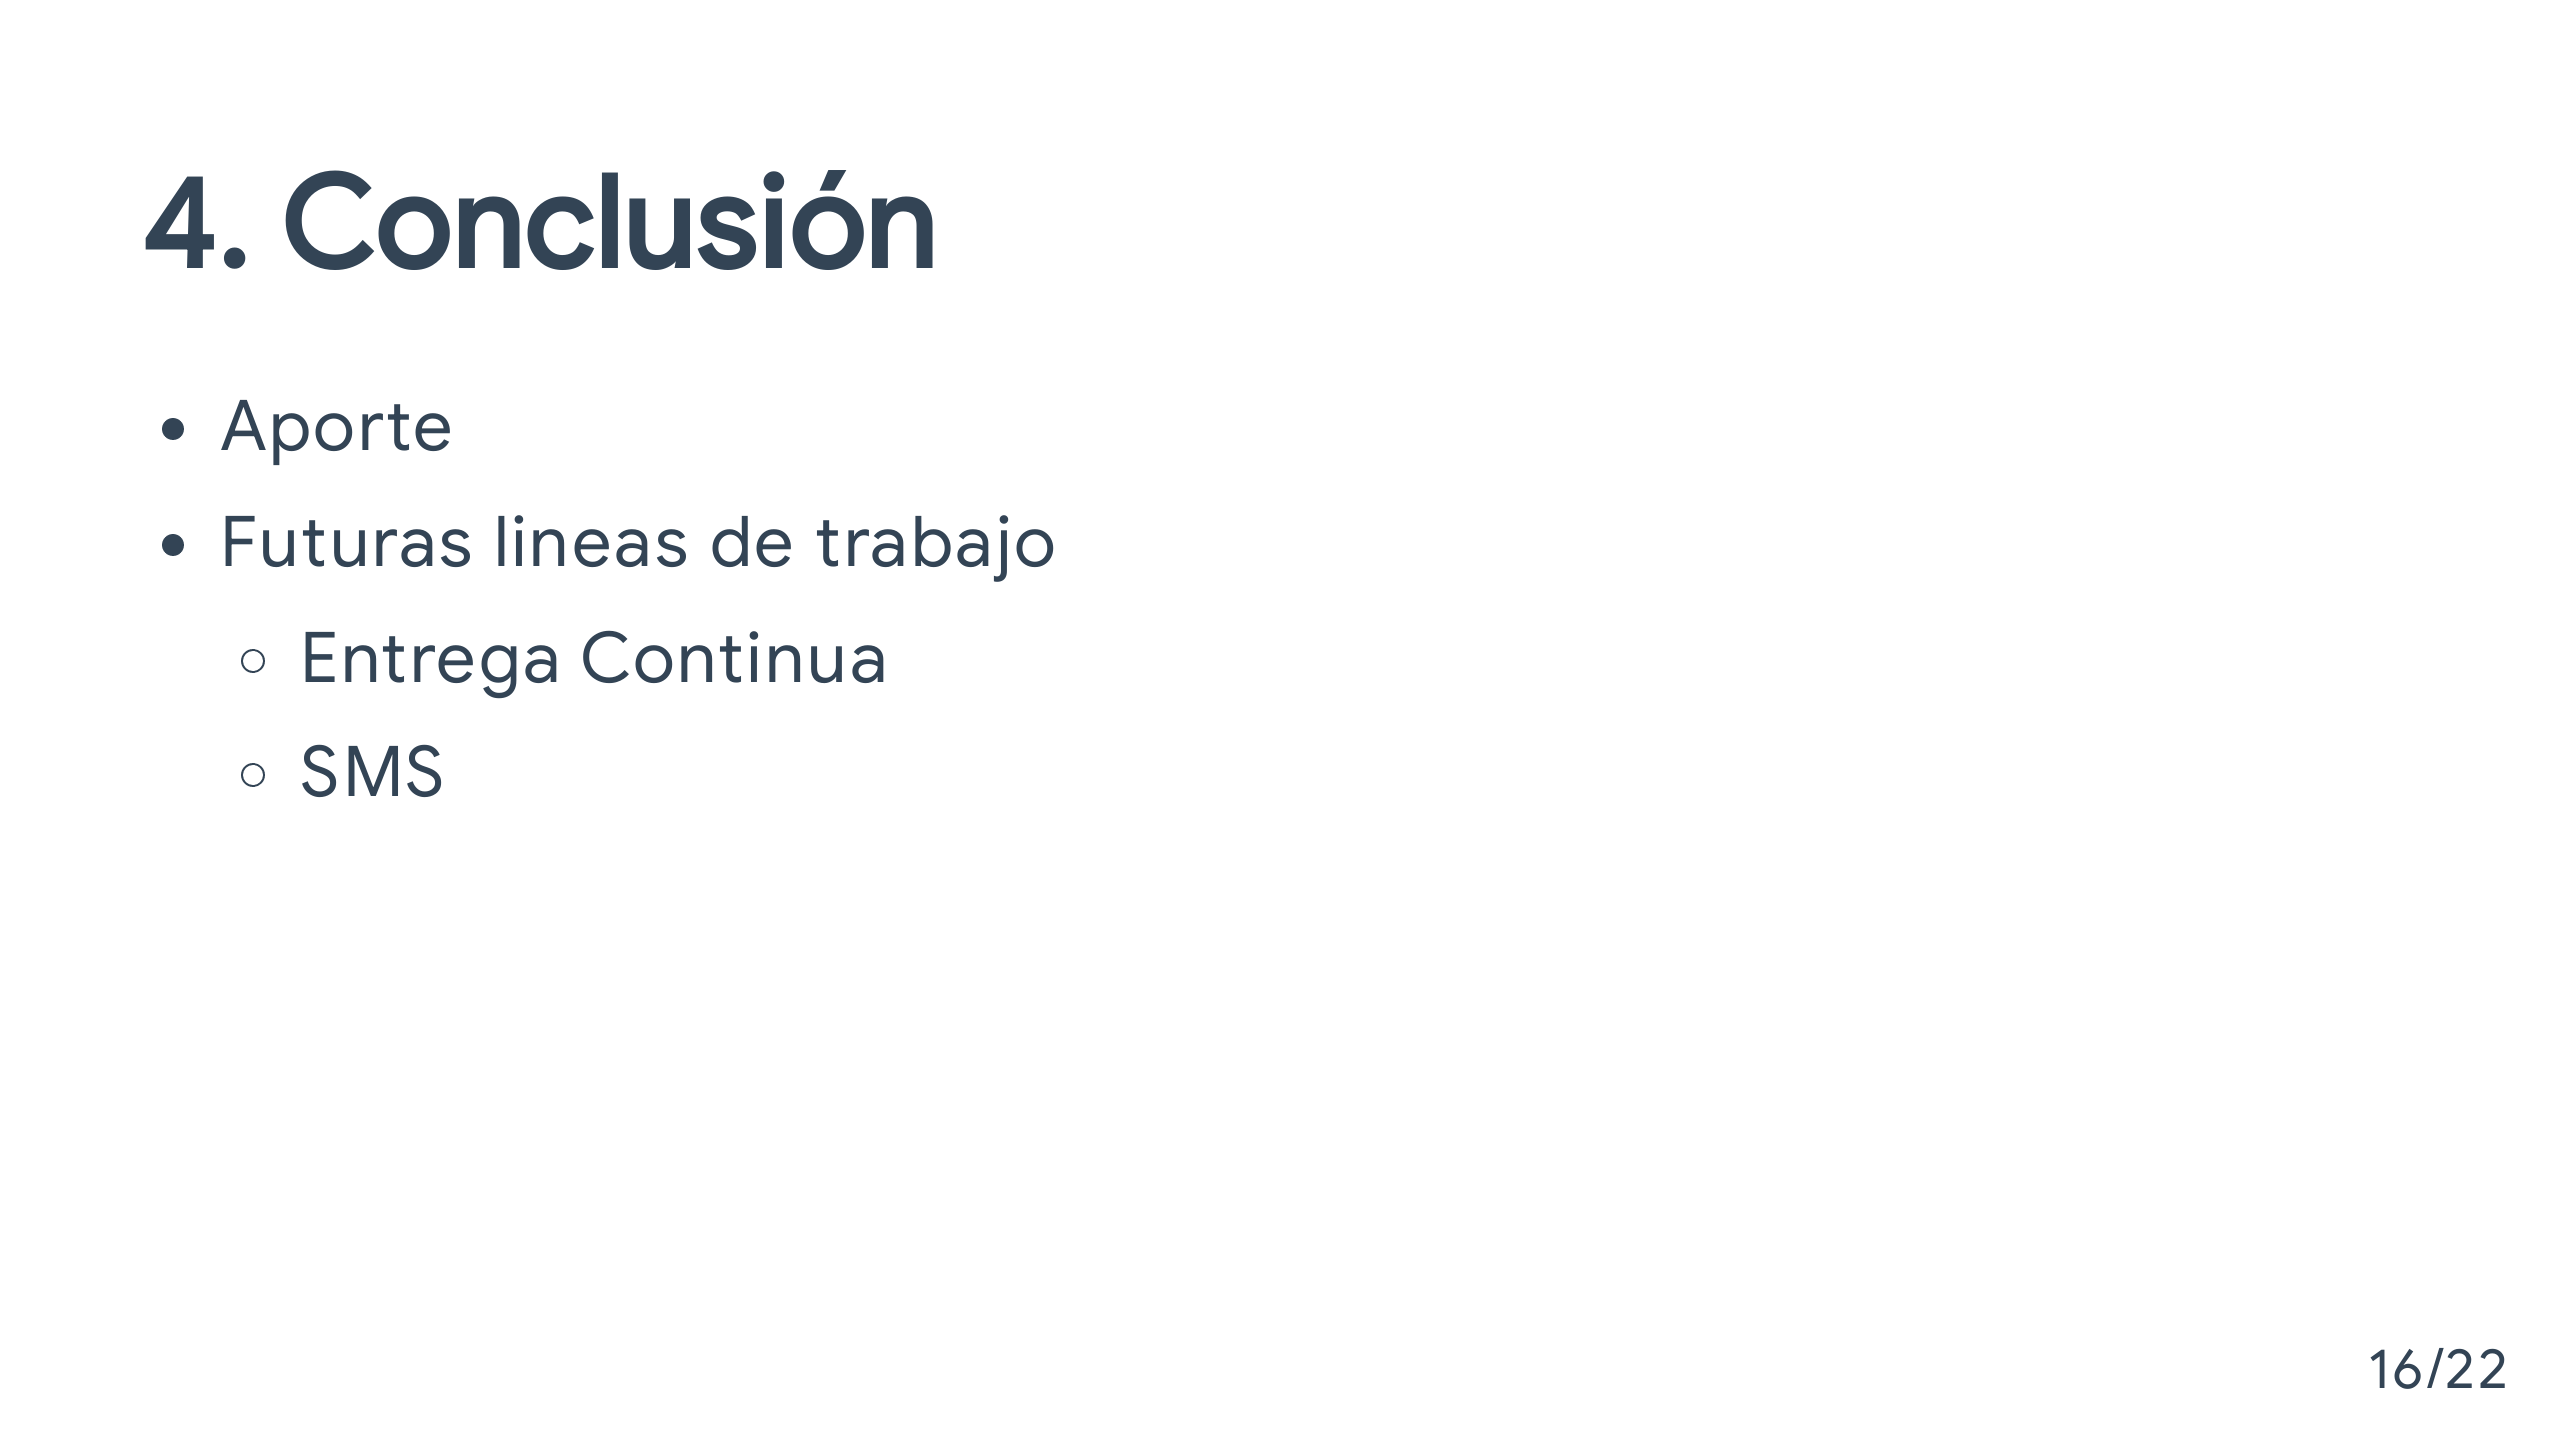 4. Conclusión
• Aporte
• Futuras lineas de trabajo
○ Entrega Continua
○ SMS
16/22